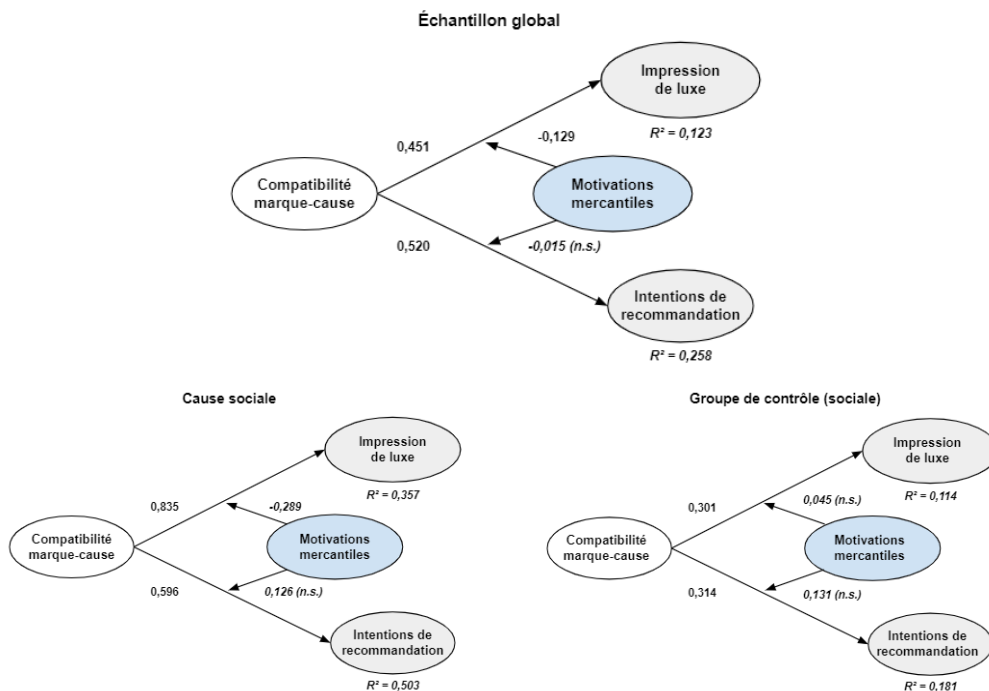 Échantillon global
Impression
de luxe
R² = 0,123
0,451
-0,129
Compatibilité
marque-cause
Motivations
mercantiles
0,520
-0,015 (n.s.)
Intentions de
recommandation
R² = 0,258
Cause sociale
Impression
de luxe
R² = 0,357
0,835
-0,289
Compatibilité
marque-cause
Motivations
mercantiles
0,596
0,126 (n.s.)
Intentions de
recommandation
R² = 0,503
Groupe de contrôle (sociale)
Impression
de luxe
R² = 0,114
0,301
0,045 (n.s.)
Compatibilité
marque-cause
Motivations
mercantiles
0,314
0,131 (n.s.)
Intentions de
recommandation
R² = 0.181